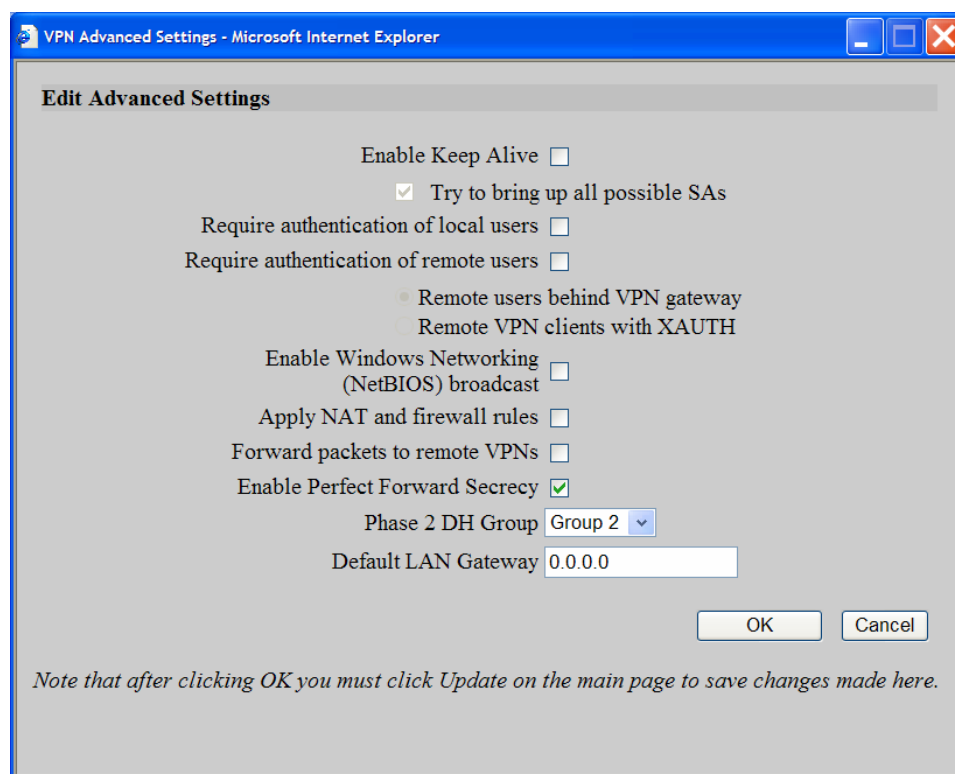 VPN Advanced Settings - Microsoft Internet Explorer
Edit Advanced Settings
Enable Keep Alive
Try to bring up all possible SAs
Require authentication of local users
Require authentication of remote users
Remote users behind VPN gateway
Remote VPN clients with XAUTH
Enable Windows Networking
(NetBIOS) broadcast
Apply NAT and firewall rules
Forward packets to remote VPNs
Enable Perfect Forward Secrecy
Phase 2 DH Group Group 2
Default LAN Gateway 0.0.0.0
OK Cancel
Note that after clicking OK you must click Update on the main page to save changes made here.